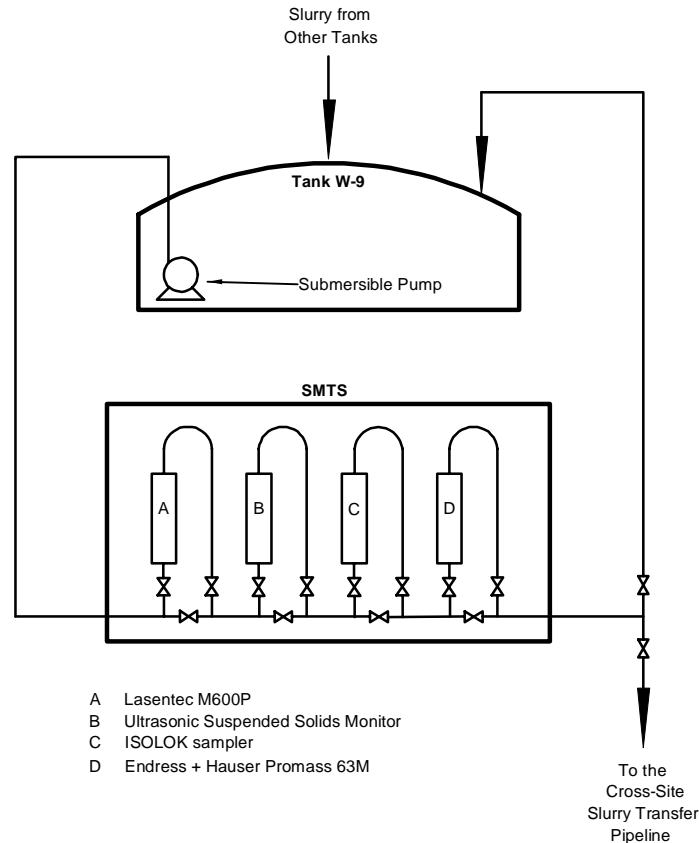 Slurry from
Other Tanks
Tank W-9
Submersible Pump
SMTS
A
B
C
D
A Lasentec M600P
B Ultrasonic Suspended Solids Monitor
C ISOLOK sampler
D Endress + Hauser Promass 63M
To the
Cross-Site
Slurry Transfer
Pipeline